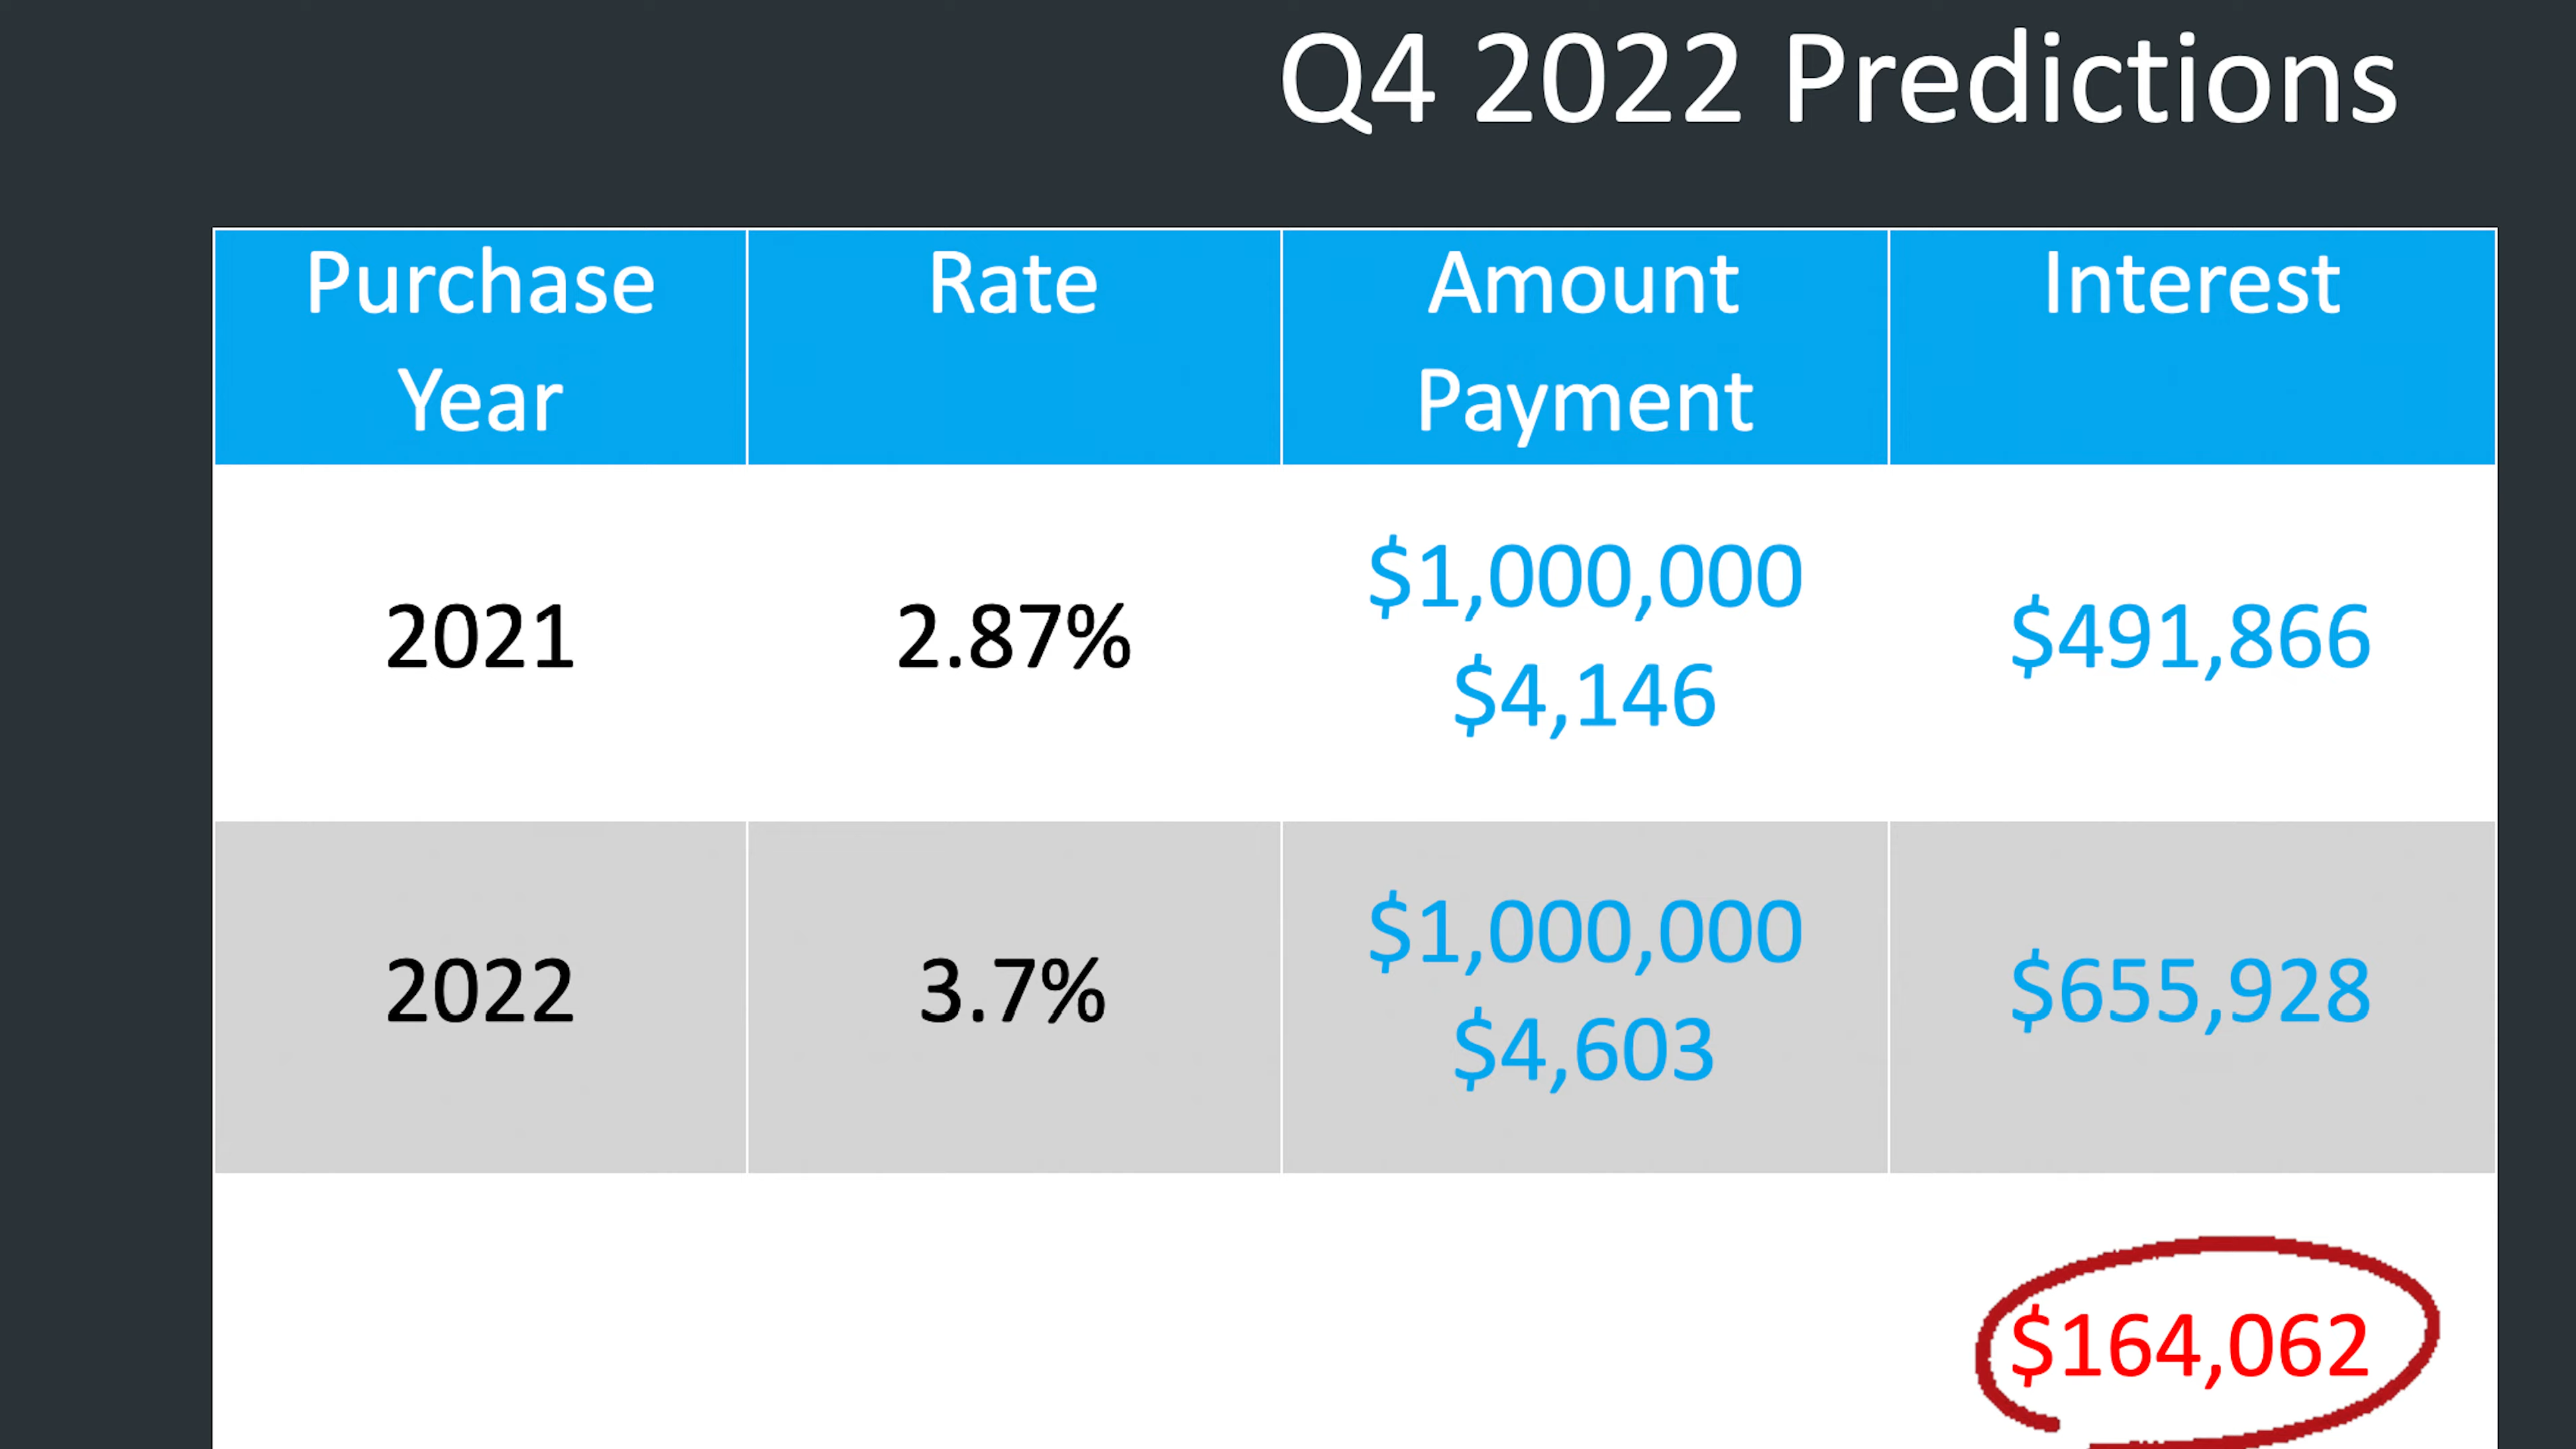 Q4 2022 Predictions
Purchase Year
Rate
Amount Payment
Interest
2021
2.87%
$1,000,000
$4,146
$491,866
2022
3.7%
$1,000,000
$4,603
$655,928
$164,062